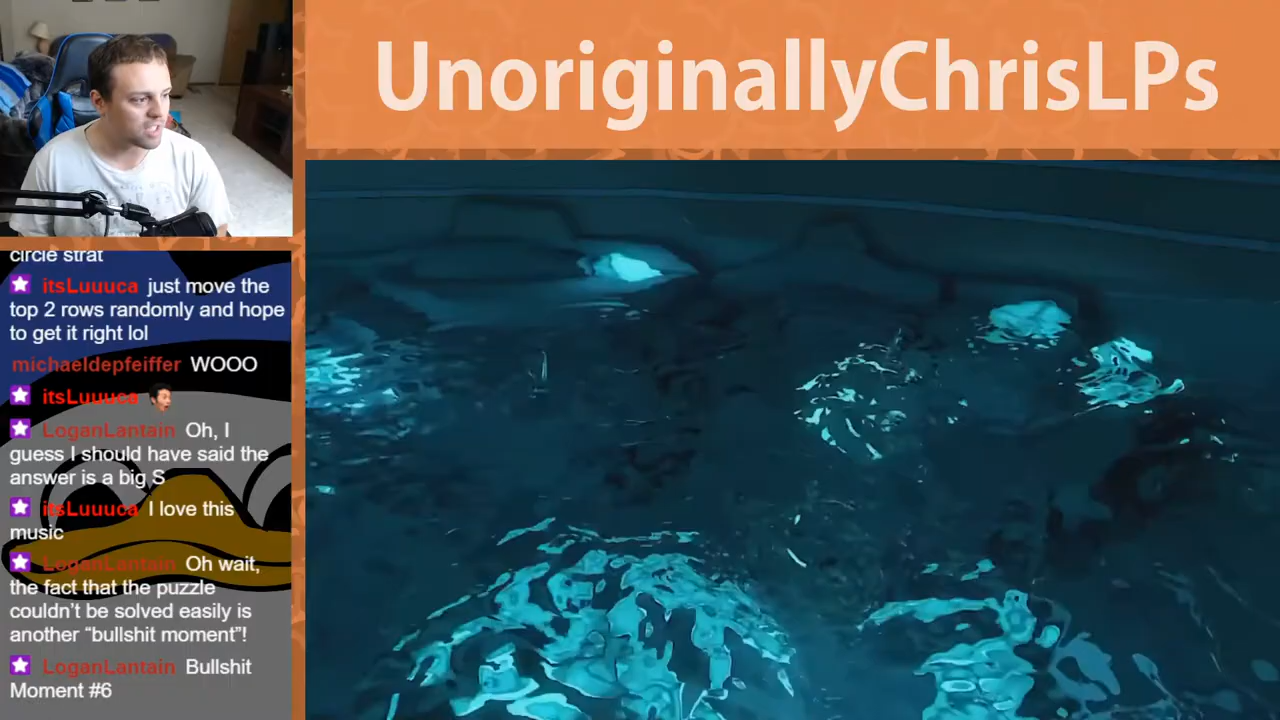 UnoriginallyChrisLPs
circle strat
itsLuuuca just move the
top 2 rows randomly and hope
to get it right lol
michaeldepfeiffer WOOO
itsLuuuca
LoganLantain Oh, I
guess I should have said the
answer is a big S
itsLuuuca I love this
music
LoganLantain Oh wait,
the fact that the puzzle
couldn't be solved easily is
another “bullshit moment”!
LoganLantain Bullshit
Moment #6